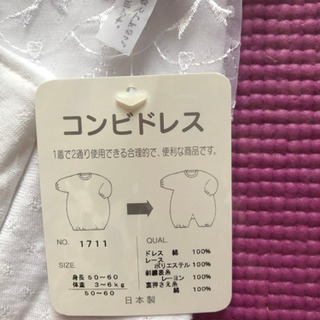 コンビドレス
1着で2通り使用できる合理的で、便利な商品です。
NO. 1711
SIZE.
身長 50~60
体重 3~6kg
50~60
QUAL.
ドレス 綿 100%
レース
ポリエステル 100%
刺繍表糸
レーヨン 100%
裏押さえ糸
綿 100%
日本製